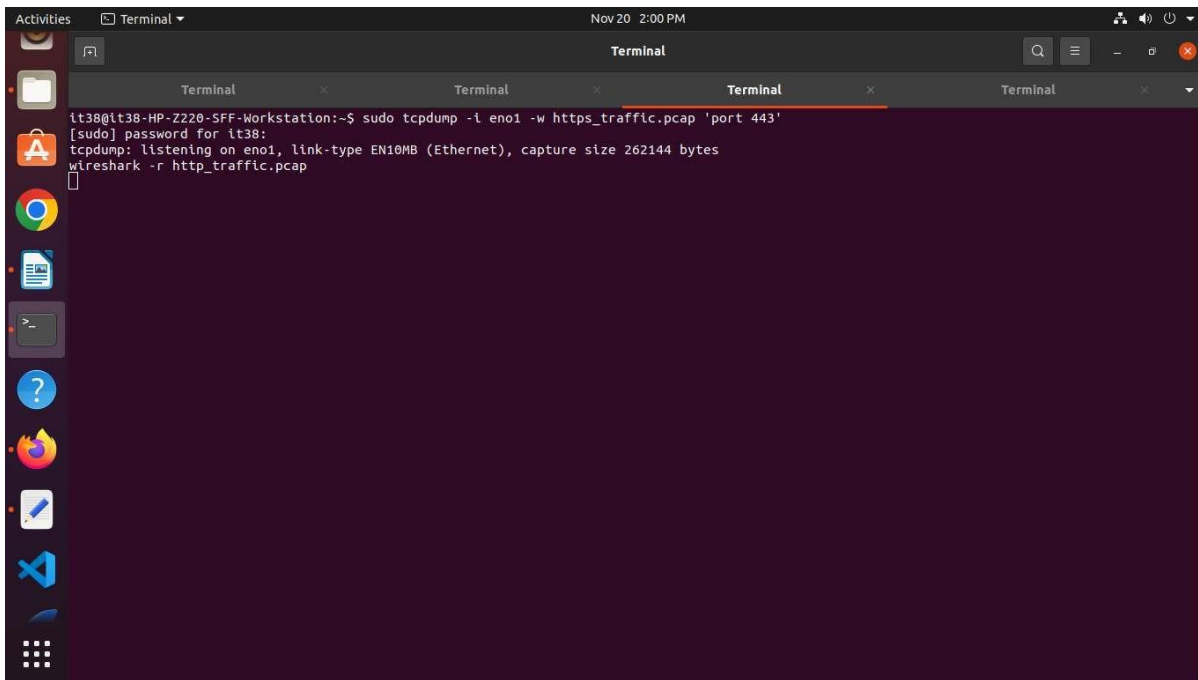 Activities Terminal Nov 20 2:00 PM
Terminal
Terminal Terminal Terminal Terminal
it38@it38-HP-Z220-SFF-Workstation:~$ sudo tcpdump -i eno1 -w https_traffic.pcap 'port 443'
[sudo] password for it38:
tcpdump: listening on eno1, link-type EN10MB (Ethernet), capture size 262144 bytes
wireshark -r http_traffic.pcap